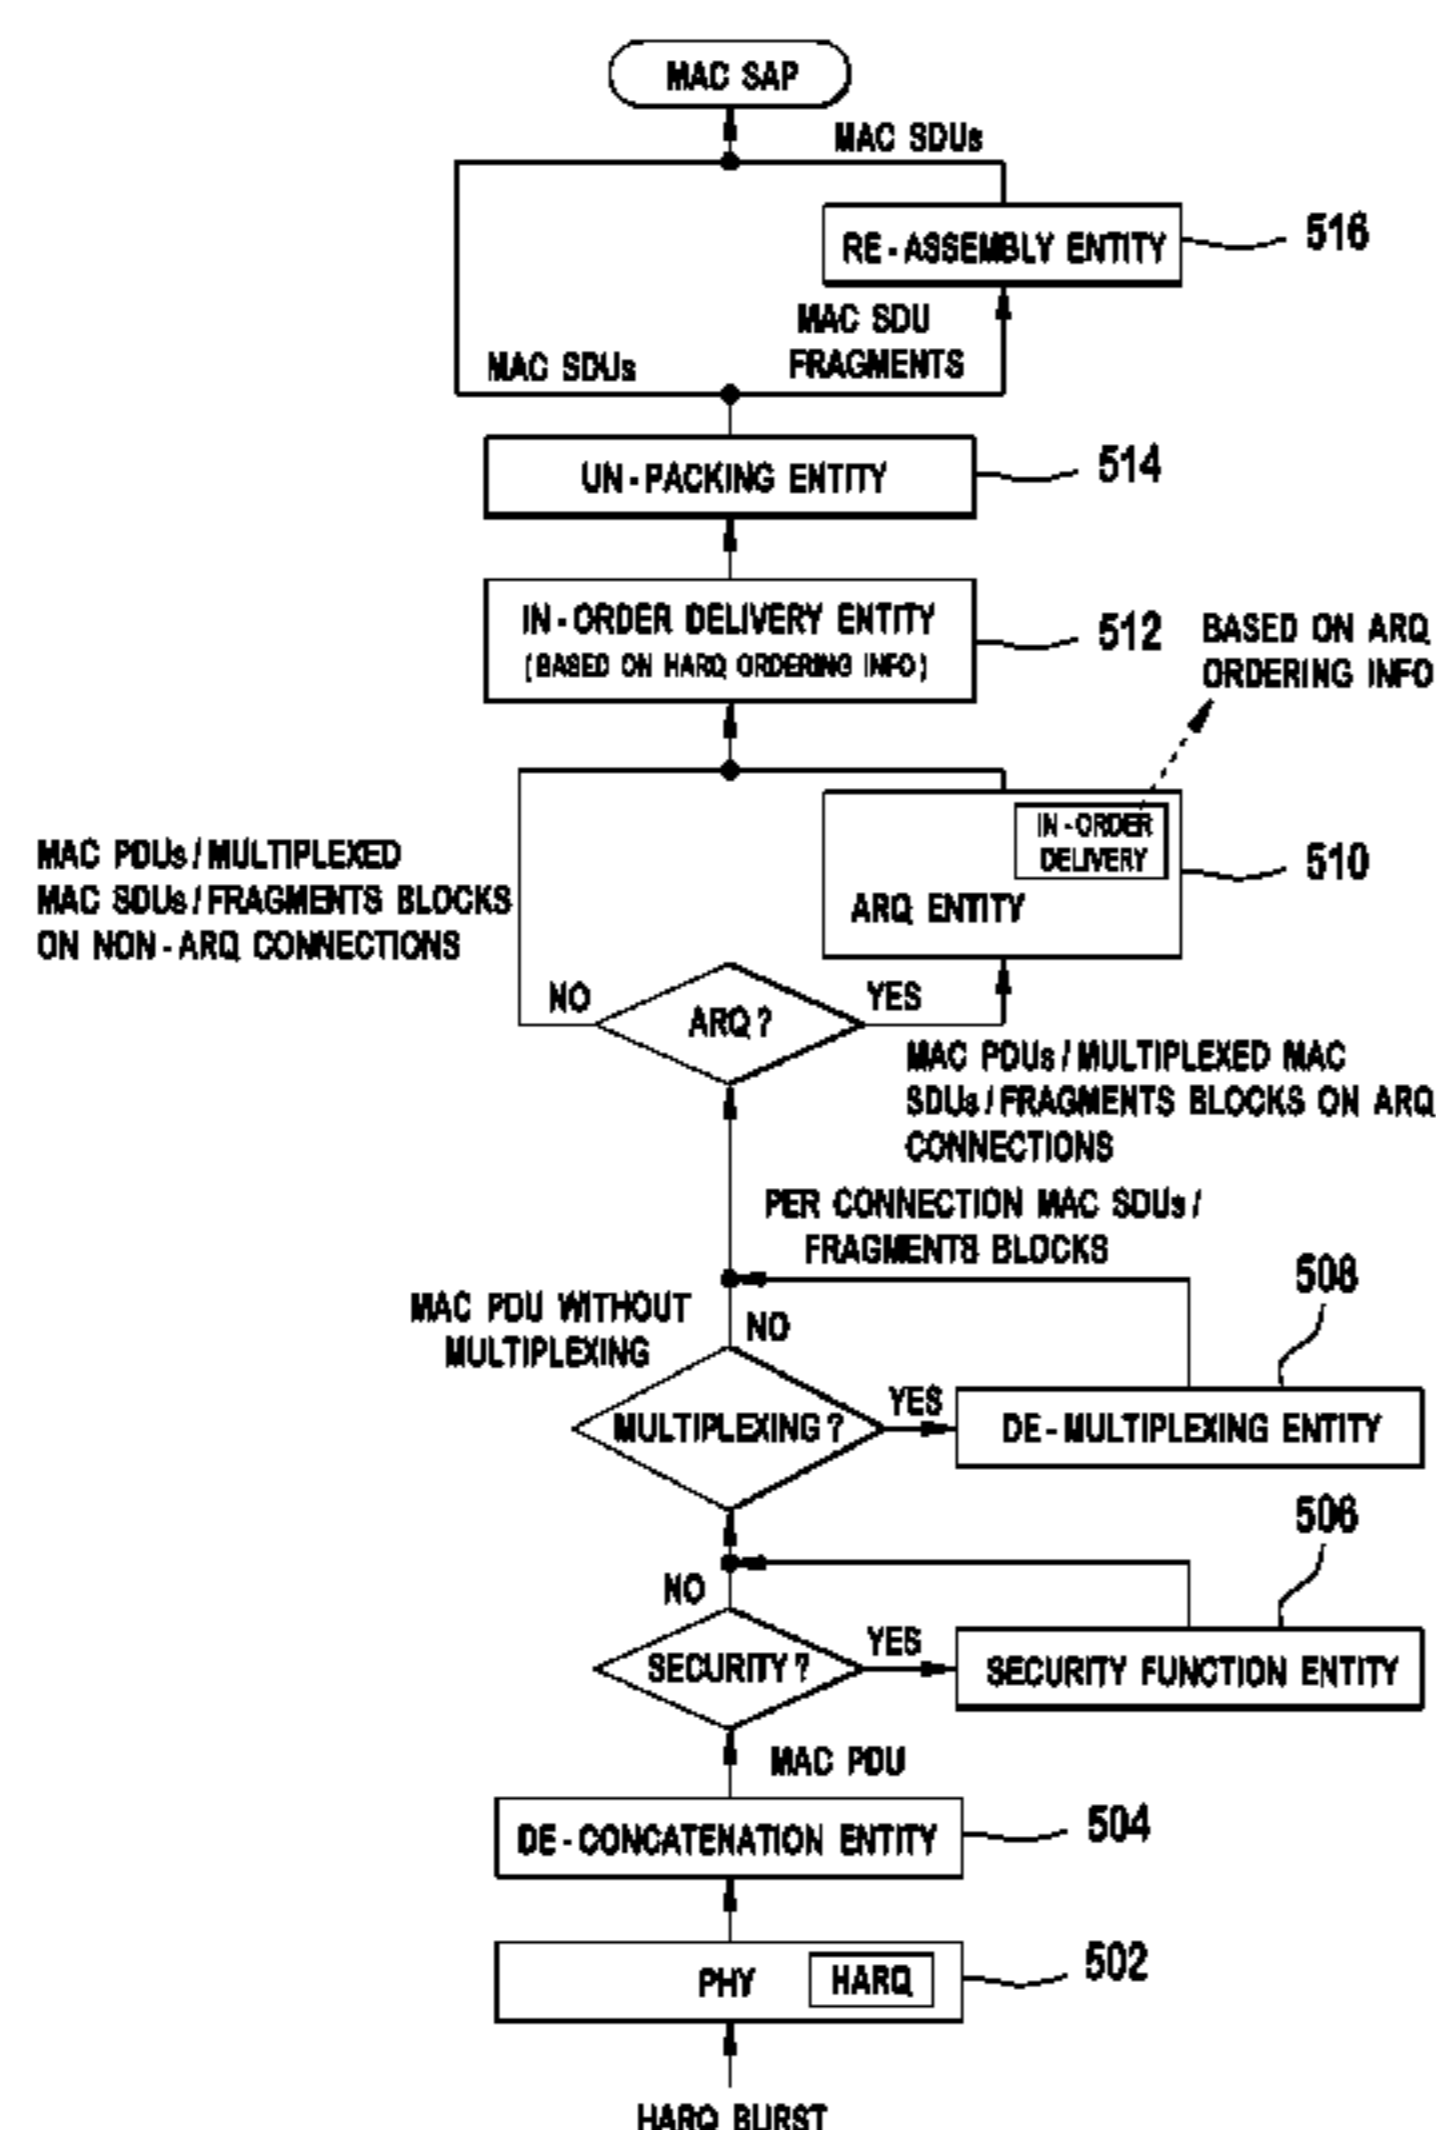 MAC SAP
MAC SDUs
RE-ASSEMBLY ENTITY
516
MAC SDU
FRAGMENTS
MAC SDUs
UN-PACKING ENTITY
514
IN-ORDER DELIVERY ENTITY
(BASED ON HARQ ORDERING INFO)
512
BASED ON ARQ
ORDERING INFO
IN-ORDER
DELIVERY
ARQ ENTITY
510
MAC PDUs/MULTIPLEXED
MAC SDUs/FRAGMENTS BLOCKS
ON NON-ARQ CONNECTIONS
NO
ARQ?
YES
MAC PDUs/MULTIPLEXED MAC
SDUs/FRAGMENTS BLOCKS ON ARQ
CONNECTIONS
PER CONNECTION MAC SDUs/
FRAGMENTS BLOCKS
508
MAC PDU WITHOUT
MULTIPLEXING
NO
MULTIPLEXING?
YES
DE-MULTIPLEXING ENTITY
506
NO
SECURITY?
YES
SECURITY FUNCTION ENTITY
MAC PDU
DE-CONCATENATION ENTITY
504
PHY
HARQ
502
HARQ BURST